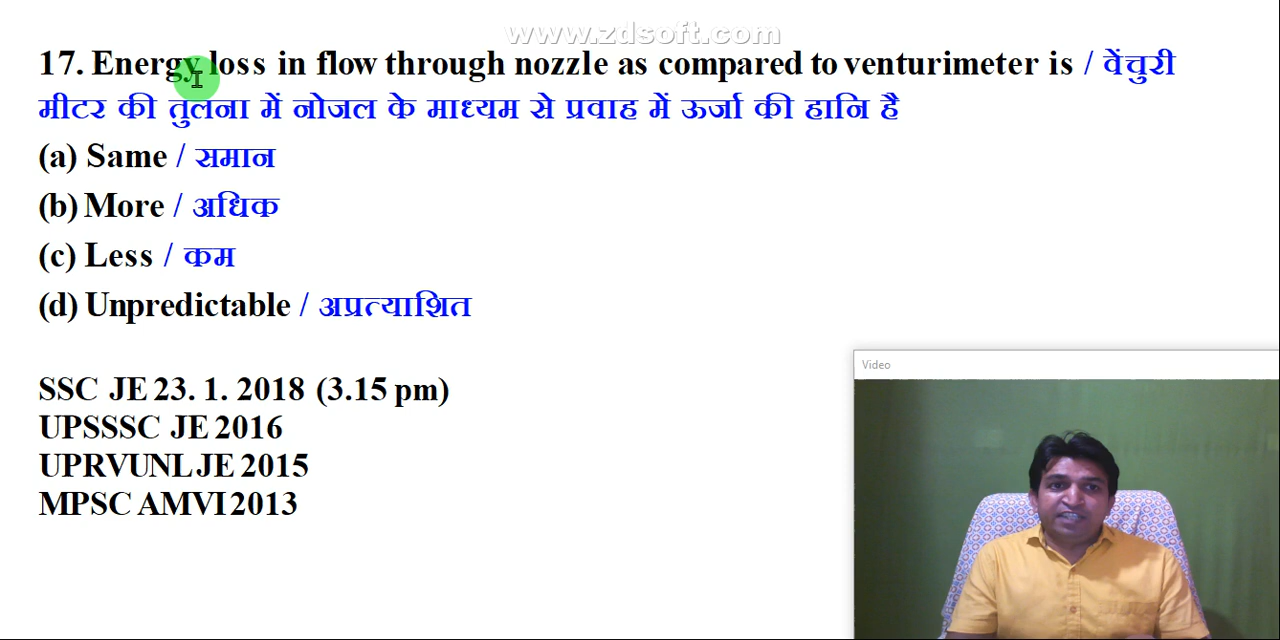 www.zdsoft.com
17. Energy loss in flow through nozzle as compared to venturimeter is / वेंचुरी
मीटर की तुलना में नोजल के माध्यम से प्रवाह में ऊर्जा की हानि है
(a) Same / समान
(b) More / अधिक
(c) Less / कम
(d) Unpredictable / अप्रत्याशित
SSC JE 23. 1. 2018 (3.15 pm)
UPSSSC JE 2016
UPRVUNL JE 2015
MPSC AMVI 2013
Video